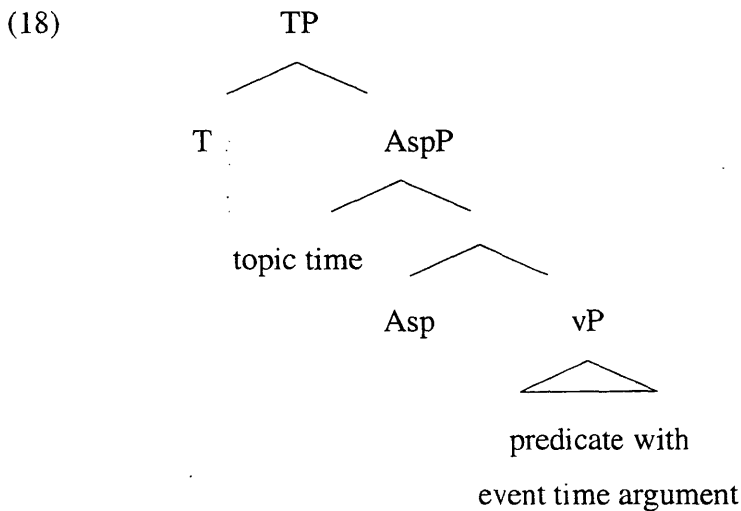 (18) TP
T AspP
topic time
Asp vP
predicate with
event time argument